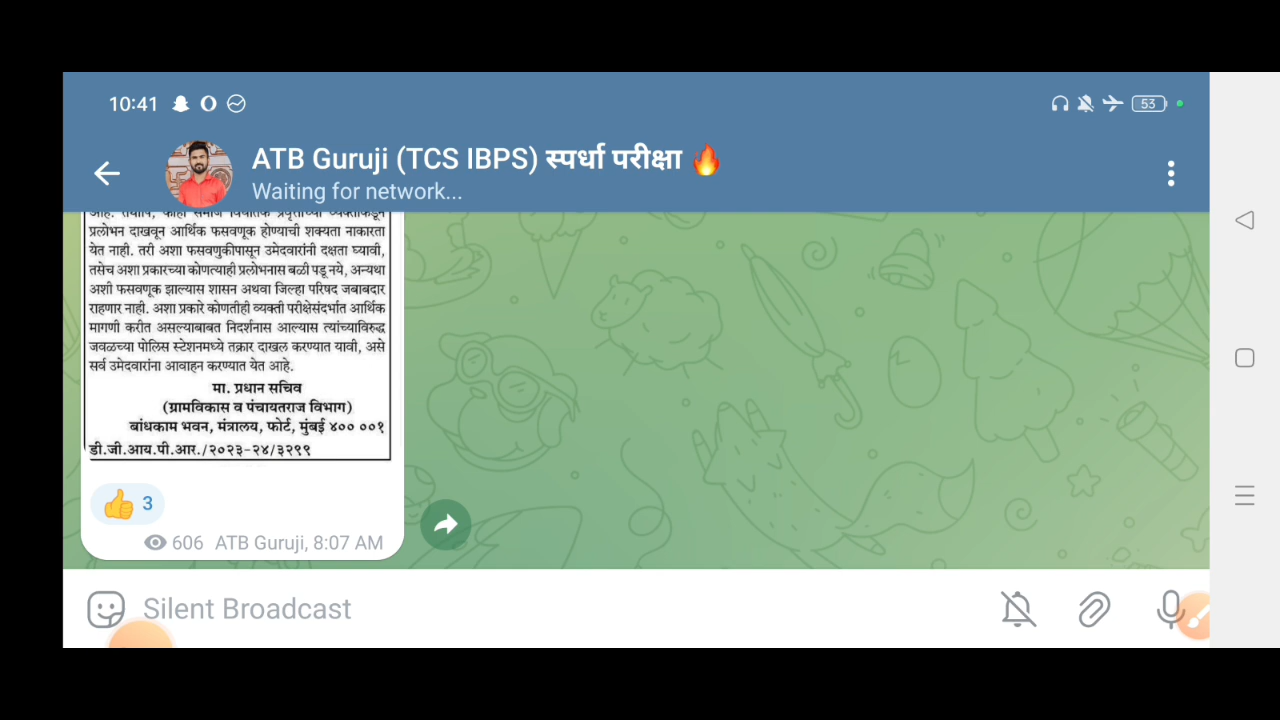 10:41
53
ATB Guruji (TCS IBPS) स्पर्धा परीक्षा 🔥
Waiting for network...
प्रलोभन दाखवून आर्थिक फसवणूक होण्याची शक्यता नाकारता
येत नाही. तरी अशा फसवणुकीपासून उमेदवारांनी दक्षता घ्यावी,
तसेच अशा प्रकारच्या कोणत्याही प्रलोभनास बळी पडू नये, अन्यथा
अशी फसवणूक झाल्यास शासन अथवा जिल्हा परिषद जबाबदार
राहणार नाही. अशा प्रकारे कोणतीही व्यक्ती परीक्षेसंदर्भात आर्थिक
मागणी करीत असल्याबाबत निदर्शनास आल्यास त्यांच्याविरुद्ध
जवळच्या पोलिस स्टेशनमध्ये तक्रार दाखल करण्यात यावी, असे
सर्व उमेदवारांना आवाहन करण्यात येत आहे.
मा. प्रधान सचिव
(ग्रामविकास व पंचायतराज विभाग)
बांधकाम भवन, मंत्रालय, फोर्ट, मुंबई ४०० ००१
डी.जी.आय.पी.आर./२०२३-२४/३२९९
👍 3
606 ATB Guruji, 8:07 AM
Silent Broadcast